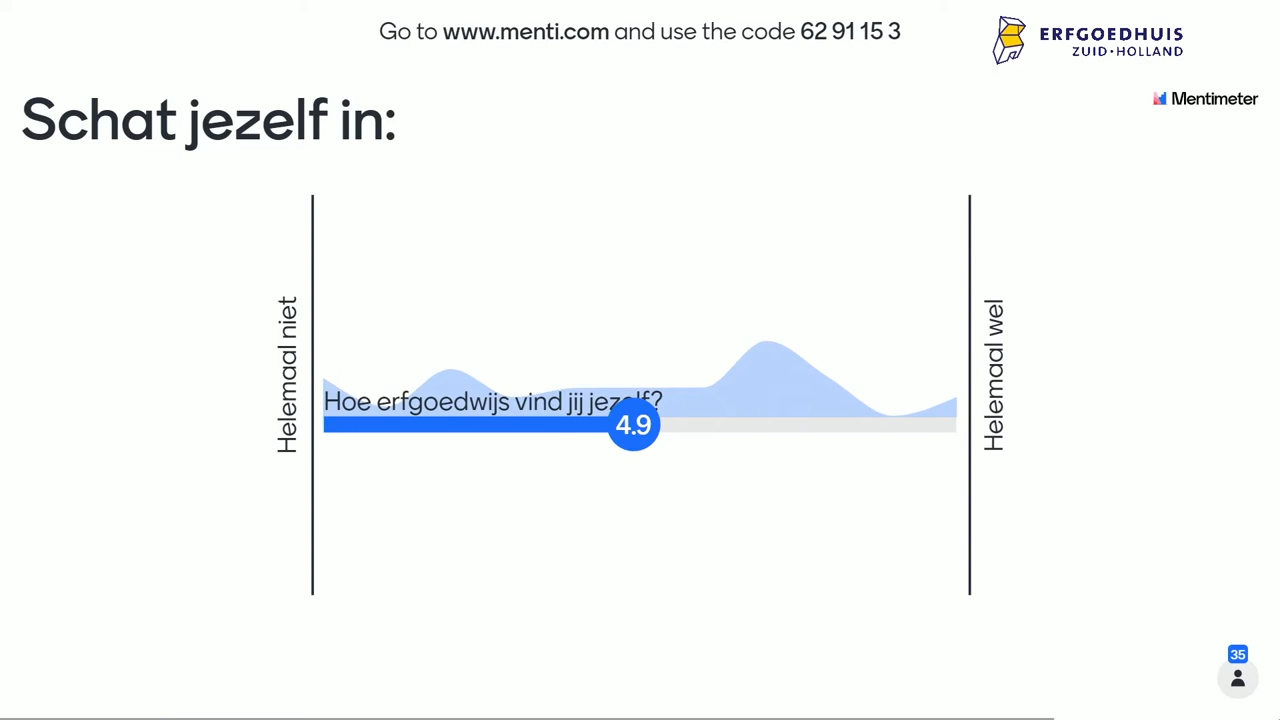 Go to www.menti.com and use the code 62 91 15 3
ERFGOEDHUIS
ZUID·HOLLAND
Mentimeter
Schat jezelf in:
Helemaal niet
Hoe erfgoedwijs vind jij jezelf?
4.9
Helemaal wel
35